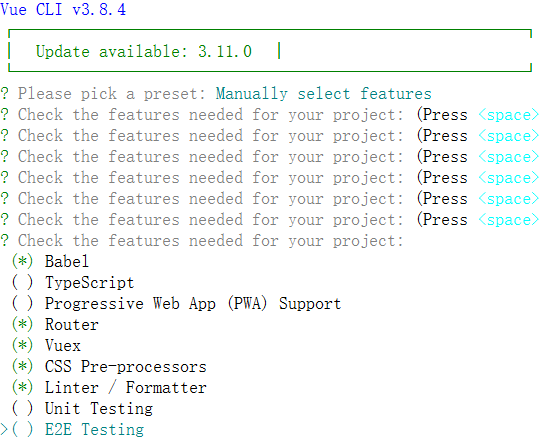 Vue CLI v3.8.4
Update available: 3.11.0
? Please pick a preset: Manually select features
? Check the features needed for your project: (Press <space>
? Check the features needed for your project: (Press <space>
? Check the features needed for your project: (Press <space>
? Check the features needed for your project: (Press <space>
? Check the features needed for your project: (Press <space>
? Check the features needed for your project: (Press <space>
? Check the features needed for your project:
(*) Babel
( ) TypeScript
( ) Progressive Web App (PWA) Support
(*) Router
(*) Vuex
(*) CSS Pre-processors
(*) Linter / Formatter
( ) Unit Testing
>( ) E2E Testing